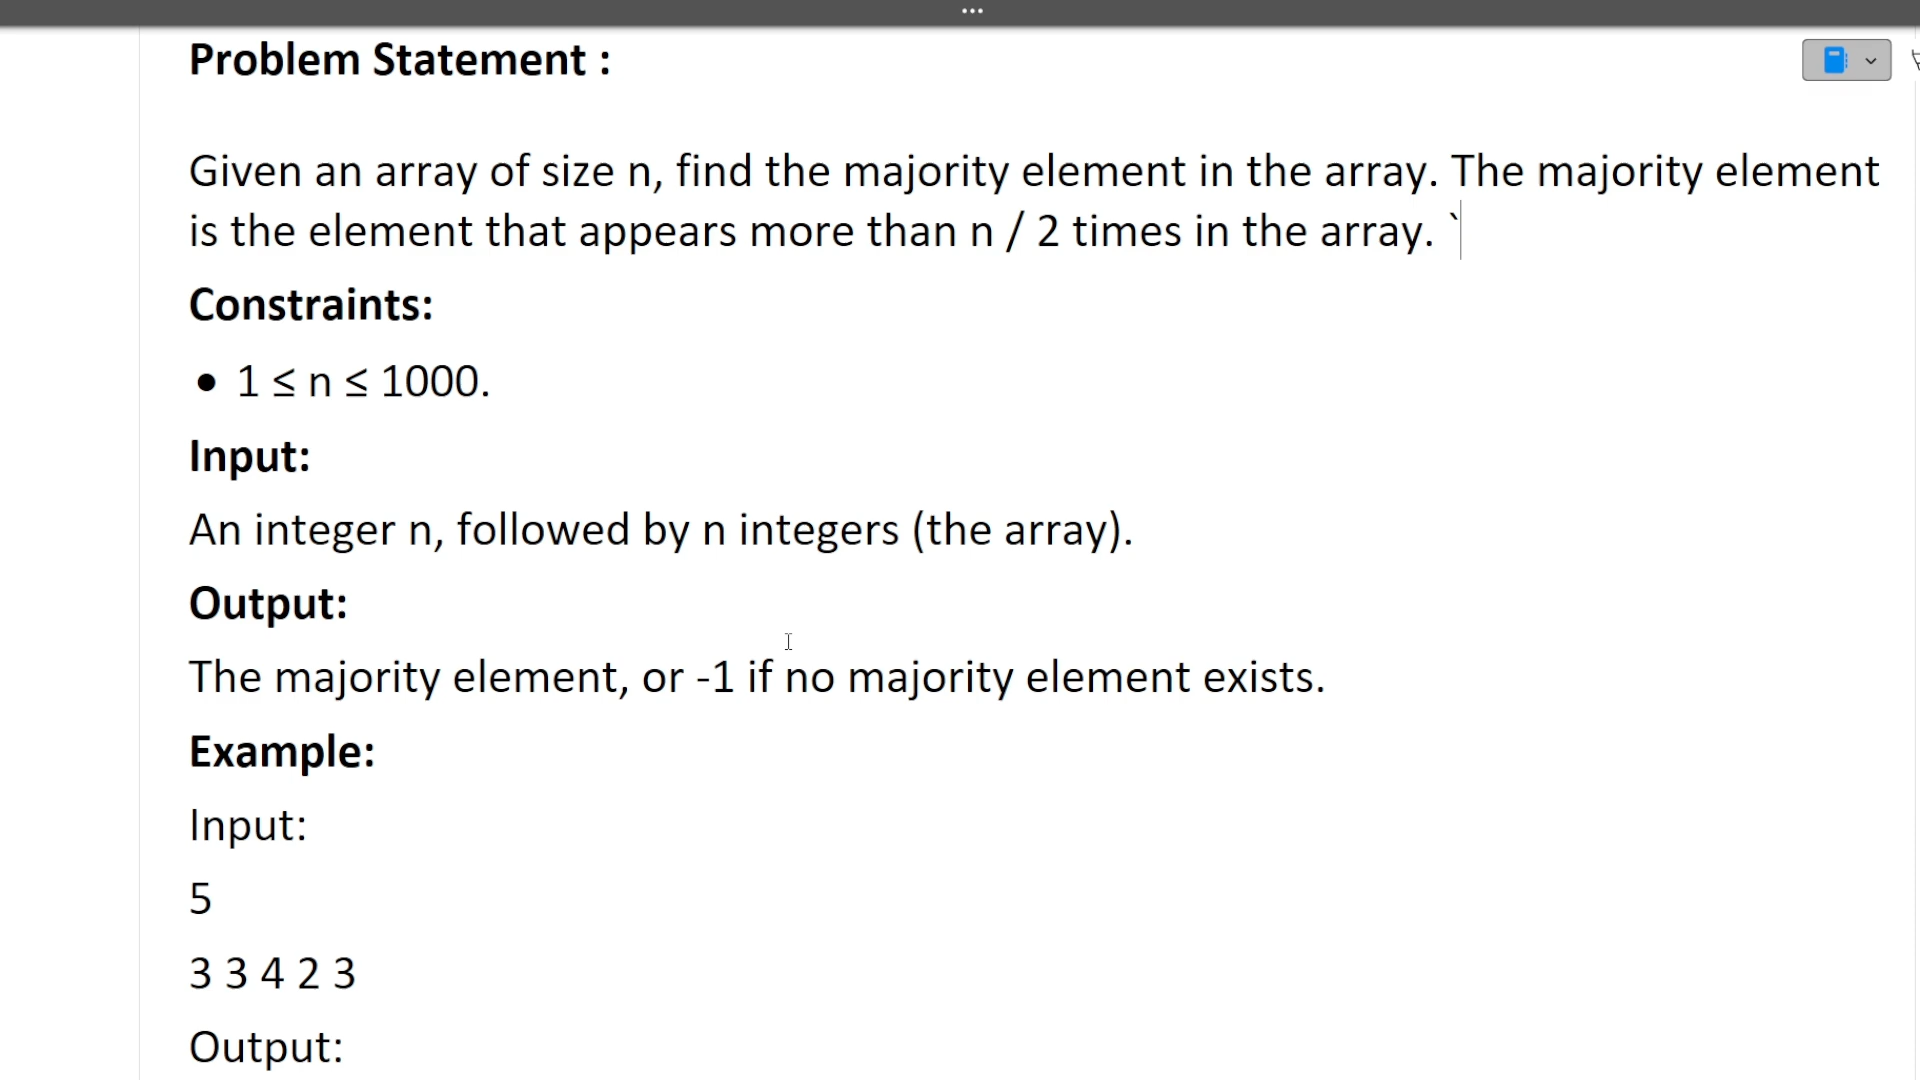 Problem Statement :
Given an array of size n, find the majority element in the array. The majority element
is the element that appears more than n / 2 times in the array. `
Constraints:
● 1 ≤ n ≤ 1000.
Input:
An integer n, followed by n integers (the array).
Output:
The majority element, or -1 if no majority element exists.
Example:
Input:
5
3 3 4 2 3
Output: